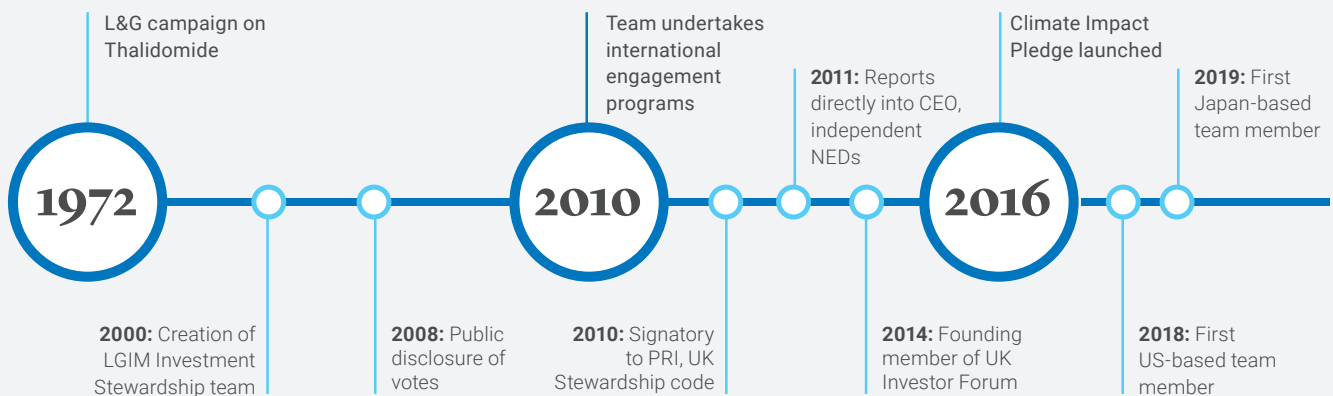 L&G campaign on
Thalidomide
Team undertakes
international
engagement
programs
2011: Reports
directly into CEO,
independent
NEDs
Climate Impact
Pledge launched
2019: First
Japan-based
team member
1972
2010
2016
2000: Creation of
LGIM Investment
Stewardship team
2008: Public
disclosure of
votes
2010: Signatory
to PRI, UK
Stewardship code
2014: Founding
member of UK
Investor Forum
2018: First
US-based team
member